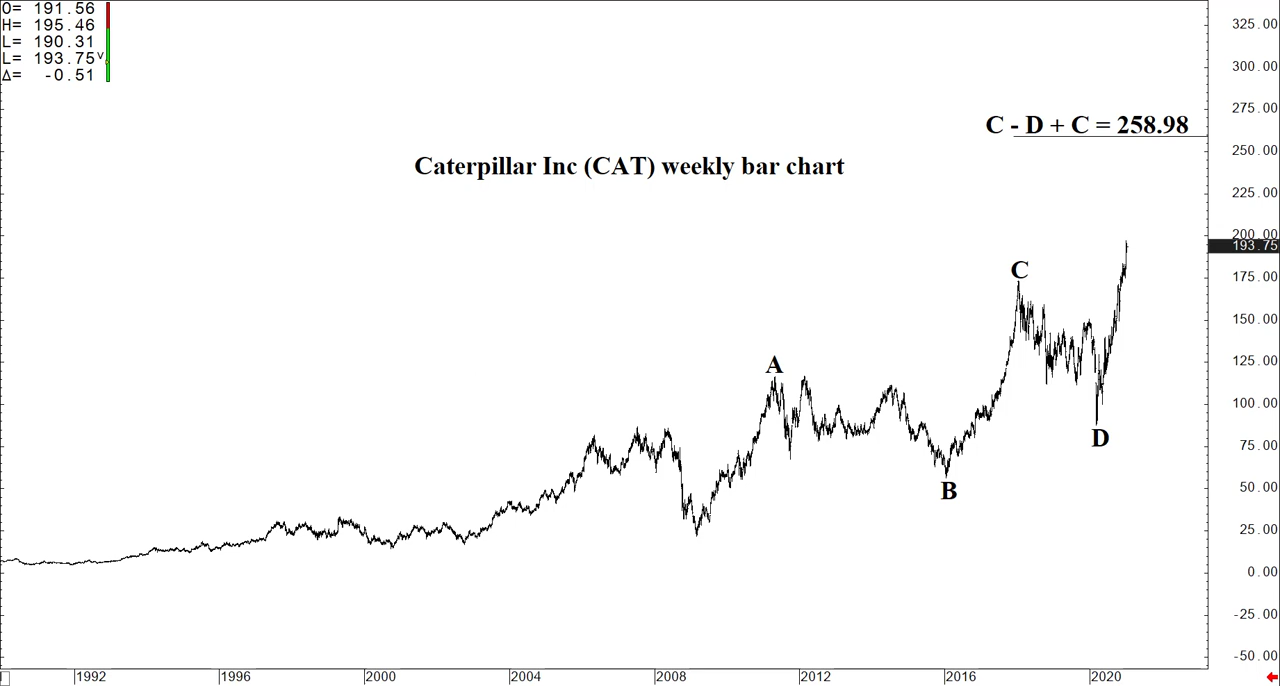 O= 191.56
H= 195.46
L= 190.31
L= 193.75v
Δ= -0.51
325.00
300.00
275.00
C - D + C = 258.98
250.00
Caterpillar Inc (CAT) weekly bar chart
225.00
200.00
193.75
C
175.00
150.00
A
125.00
100.00
D
75.00
B
50.00
25.00
0.00
-25.00
-50.00
1992 1996 2000 2004 2008 2012 2016 2020